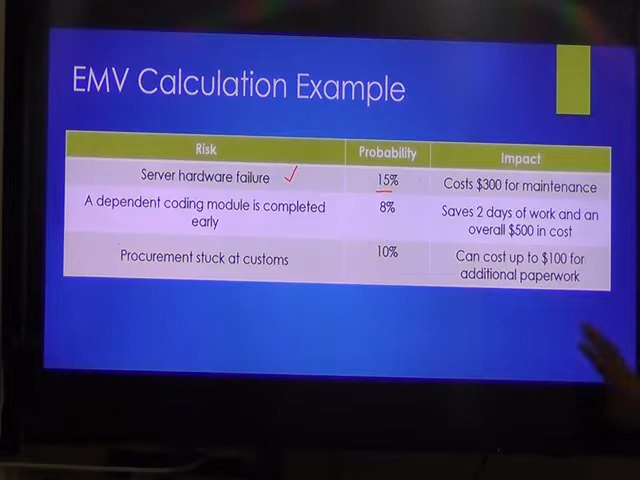 EMV Calculation Example
Risk Probability Impact
Server hardware failure 15% Costs $300 for maintenance
A dependent coding module is completed
early
8%
Saves 2 days of work and an
overall $500 in cost
Procurement stuck at customs 10%
Can cost up to $100 for
additional paperwork